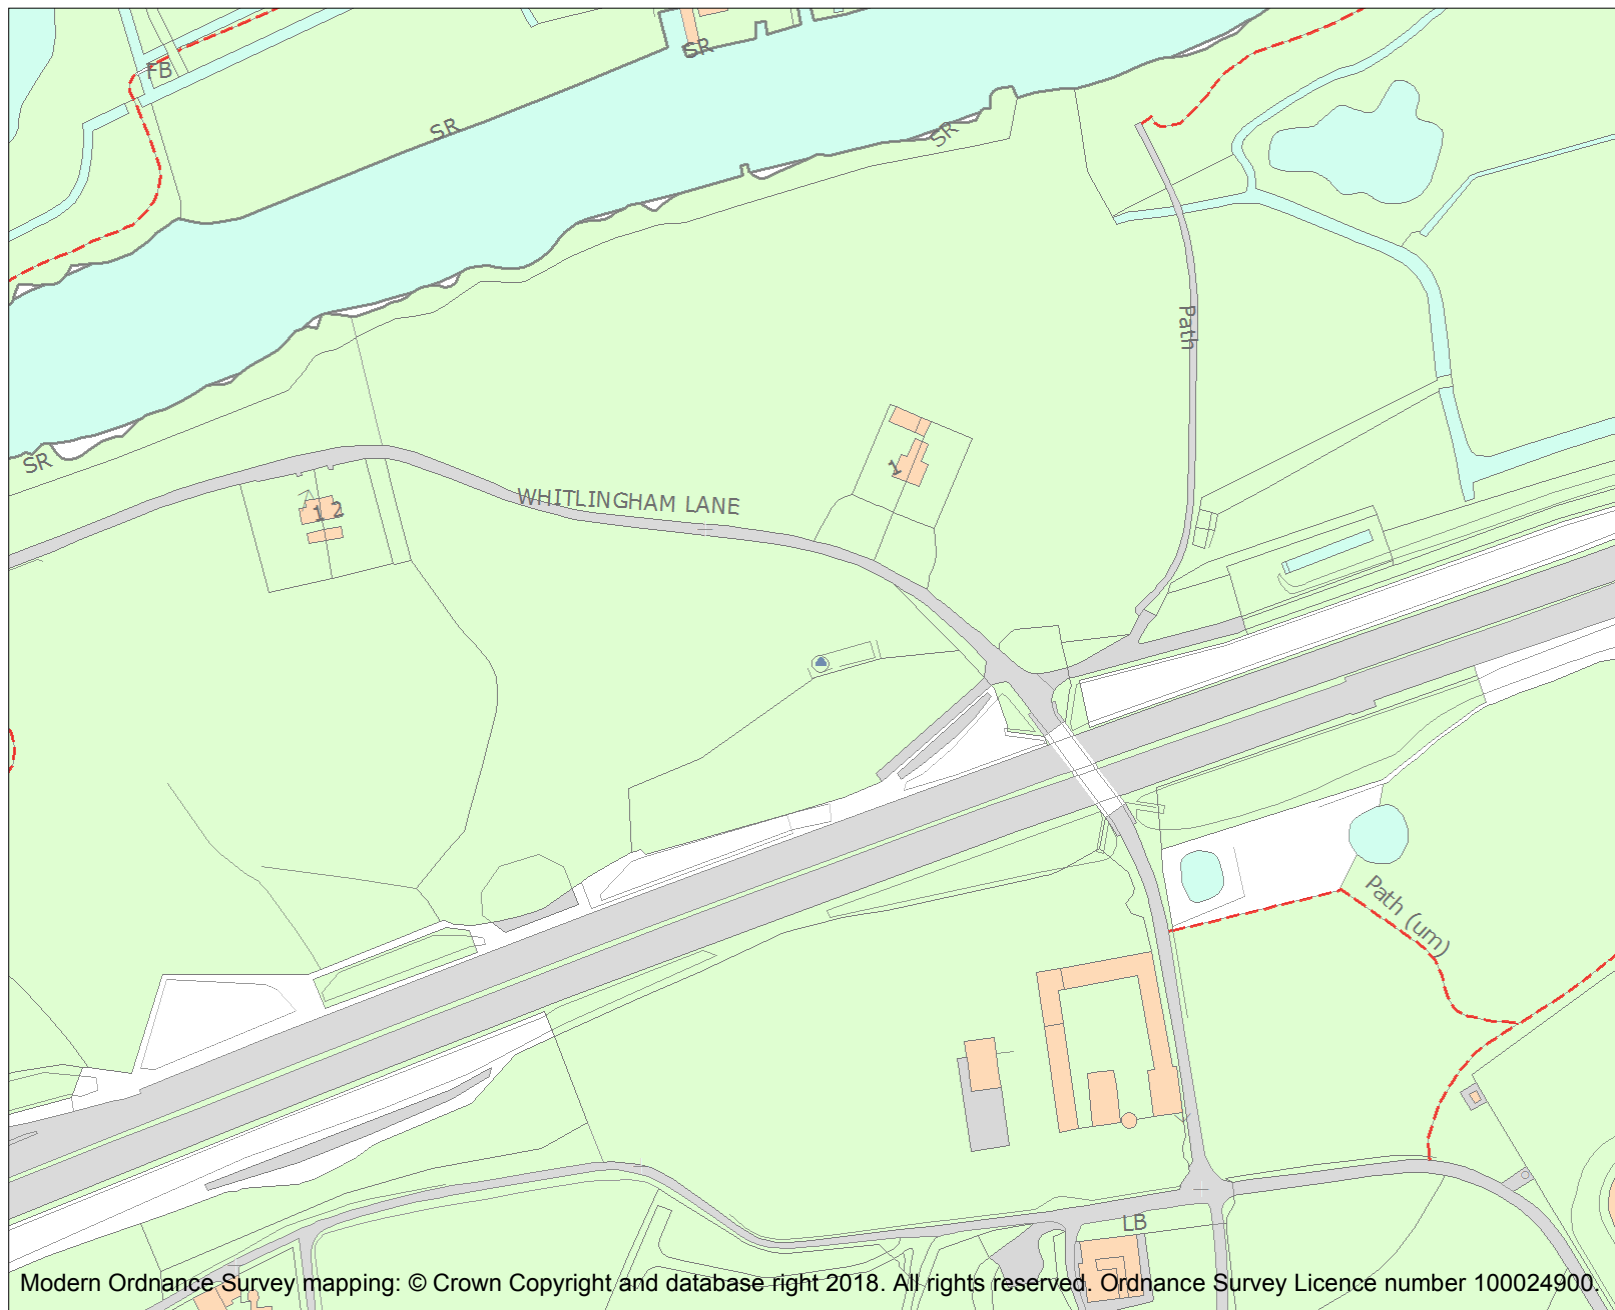 FB
SR
SR
SR
Path
SR
1
WHITLINGHAM LANE
1 2
Path (um)
LB
Modern Ordnance Survey mapping: © Crown Copyright and database right 2018. All rights reserved. Ordnance Survey Licence number 100024900.